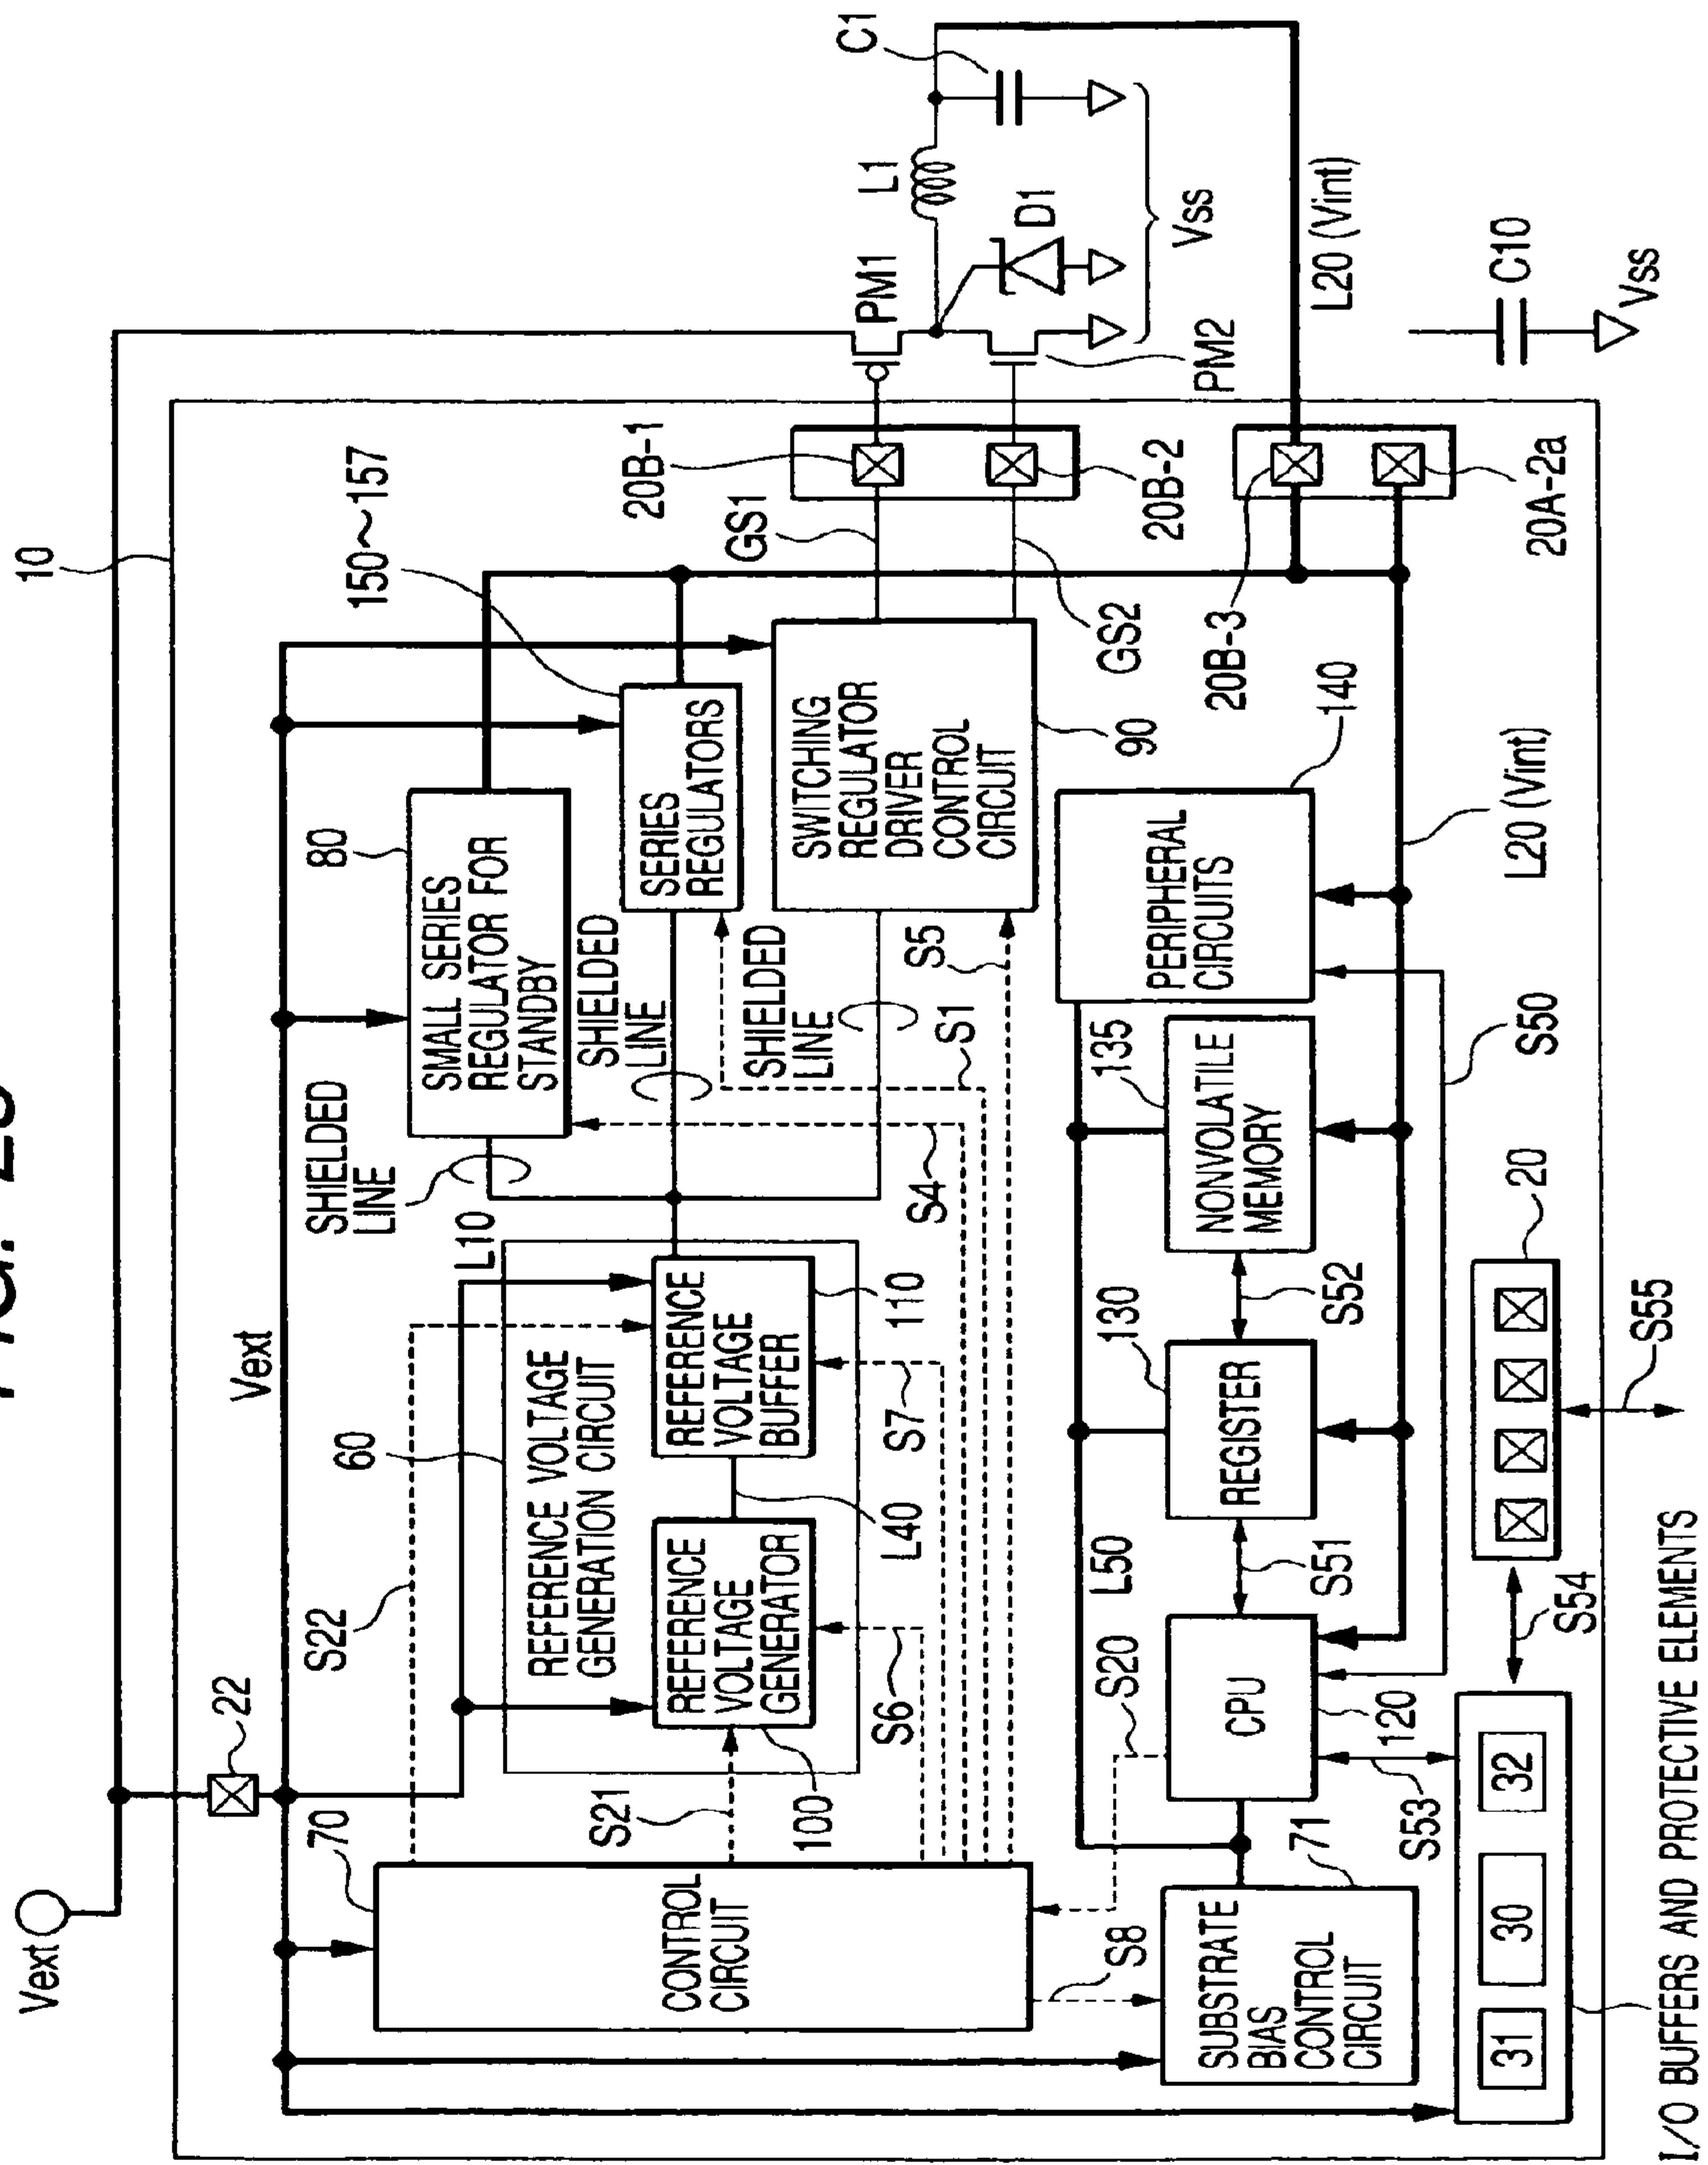 Vext
10
22
Vext
70
CONTROL
CIRCUIT
S22
S21
60
REFERENCE VOLTAGE
GENERATION CIRCUIT
REFERENCE
VOLTAGE
GENERATOR
100
L40
REFERENCE
VOLTAGE
BUFFER
110
L10
S6
S7
S4
S1
S5
SHIELDED
LINE
SHIELDED
LINE
SHIELDED
LINE
80
SMALL SERIES
REGULATOR FOR
STANDBY
150~157
SERIES
REGULATORS
SWITCHING
REGULATOR
DRIVER
CONTROL
CIRCUIT
90
GS1
GS2
20B-1
20B-2
20B-3
20A-2a
PM1
PM2
L1
D1
C1
Vss
L20 (Vint)
C10
Vss
S8
S20
SUBSTRATE
BIAS
CONTROL
CIRCUIT
71
L50
CPU
120
S51
REGISTER
130
S52
NONVOLATILE
MEMORY
135
PERIPHERAL
CIRCUITS
140
L20 (Vint)
S50
S53
31
30
32
S54
20
S55
I/O BUFFERS AND PROTECTIVE ELEMENTS